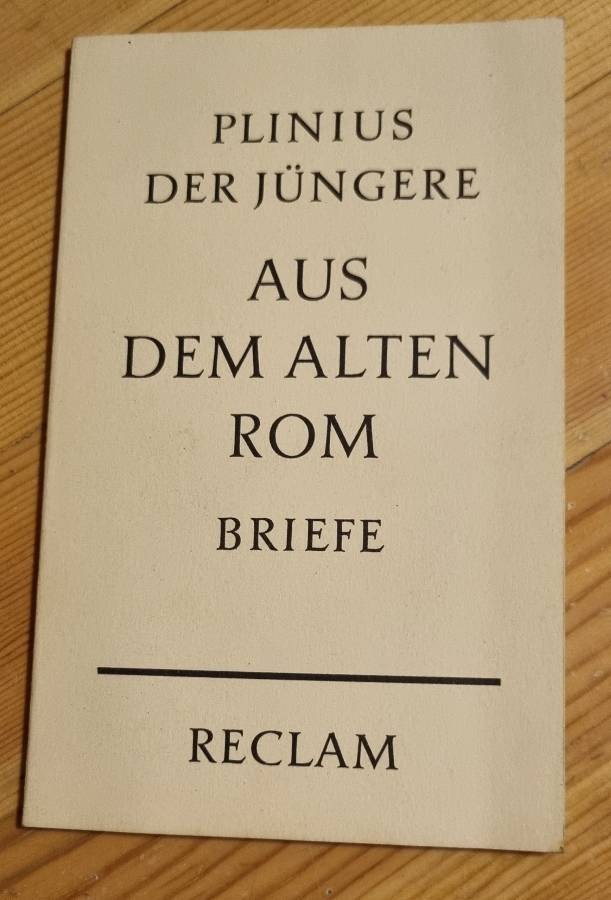 PLINIUS
DER JÜNGERE
AUS
DEM ALTEN
ROM
BRIEFE
RECLAM